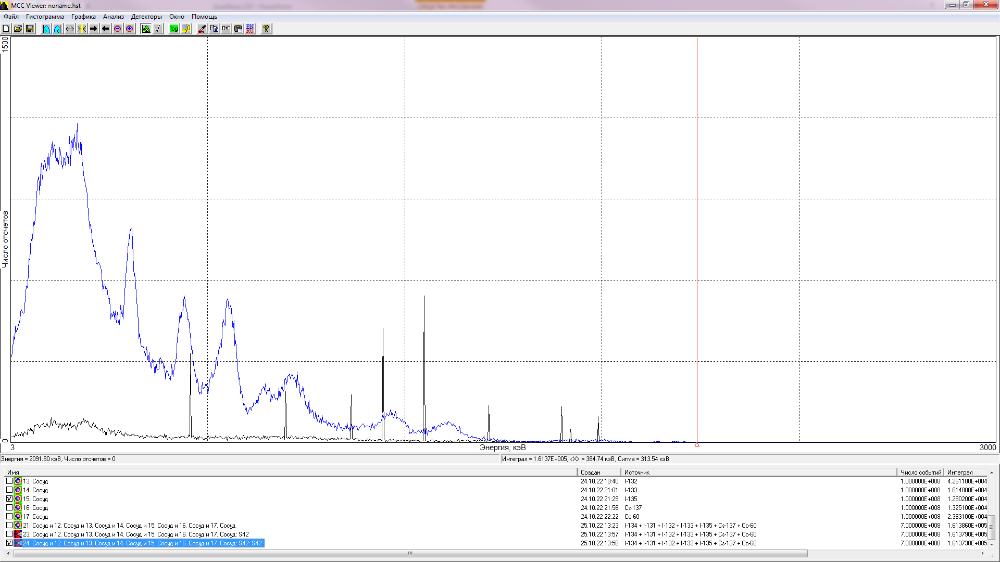 MCC Viewer: noname.hst
Файл Гистограмма Графика Анализ Детекторы Окно Помощь
log EN RU ?
1500
Число отсчетов
0
3 Энергия, кэВ 3000
Энергия = 2091.80 кэВ, Число отсчетов = 0 Интеграл = 1.6137E+005, <X> = 384.74 кэВ, Сигма = 313.54 кэВ
Имя Создан Источник Число событий Интеграл
13. Сосуд 24.10.22 19:40 I-132 1.000000E+008 4.261100E+004
14. Сосуд 24.10.22 21:01 I-133 1.000000E+008 1.614800E+004
15. Сосуд 24.10.22 21:29 I-135 1.000000E+008 1.280200E+004
16. Сосуд 24.10.22 21:56 Cs-137 1.000000E+008 1.325100E+004
17. Сосуд 24.10.22 22:22 Co-60 1.000000E+008 2.383100E+004
21. Сосуд и 12. Сосуд и 13. Сосуд и 14. Сосуд и 15. Сосуд и 16. Сосуд и 17. Сосуд 25.10.22 13:23 I-134 + I-131 + I-132 + I-133 + I-135 + Cs-137 + Co-60 7.000000E+008 1.613860E+005
23. Сосуд и 12. Сосуд и 13. Сосуд и 14. Сосуд и 15. Сосуд и 16. Сосуд и 17. Сосуд: SrI2 25.10.22 13:57 I-134 + I-131 + I-132 + I-133 + I-135 + Cs-137 + Co-60 7.000000E+008 1.613790E+005
24. Сосуд и 12. Сосуд и 13. Сосуд и 14. Сосуд и 15. Сосуд и 16. Сосуд и 17. Сосуд: SrI2: SrI2 25.10.22 13:58 I-134 + I-131 + I-132 + I-133 + I-135 + Cs-137 + Co-60 7.000000E+008 1.613730E+005